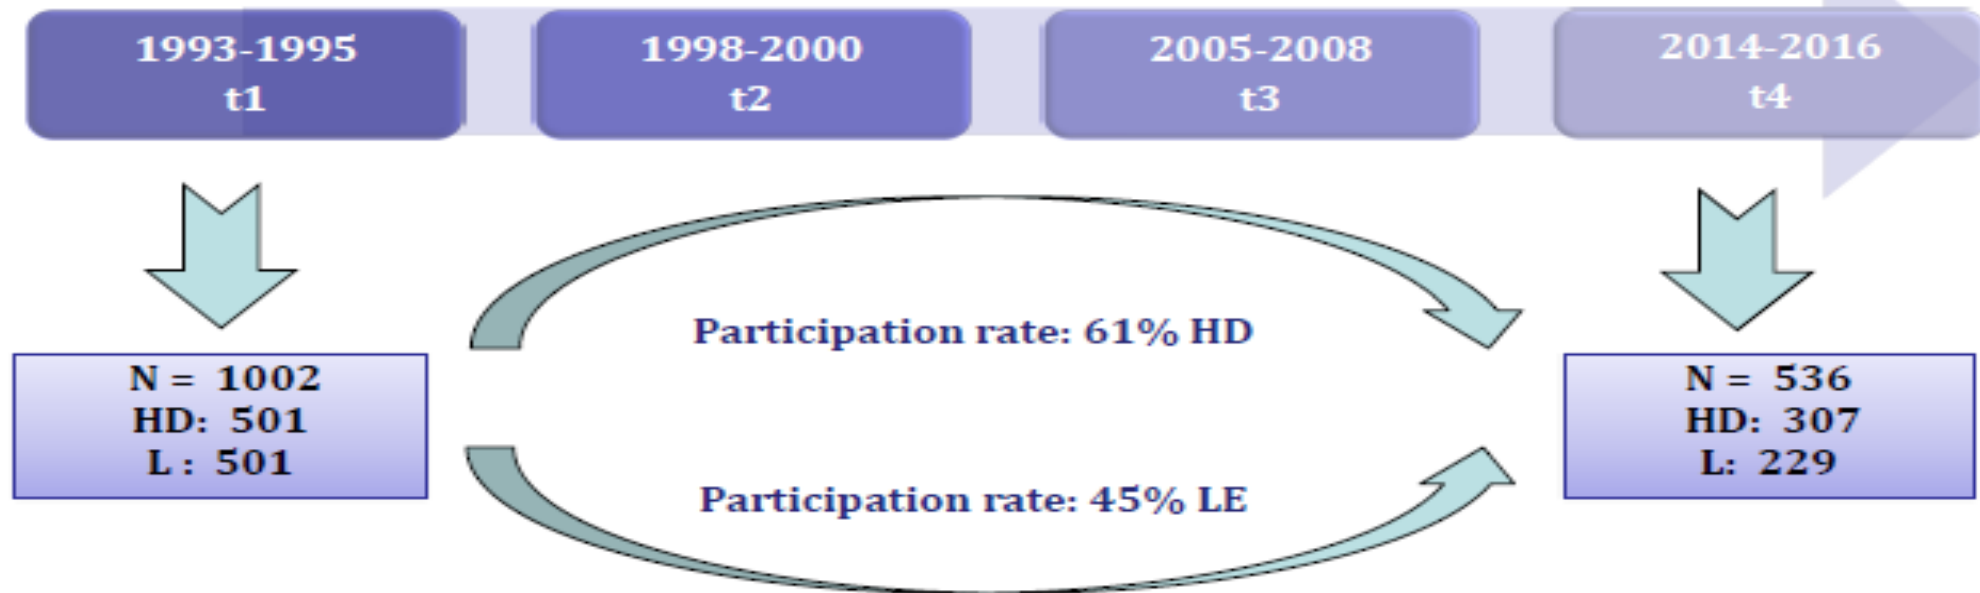 1993-1995
t1
1998-2000
t2
2005-2008
t3
2014-2016
t4
Participation rate: 61% HD
N = 1002
HD: 501
L : 501
N = 536
HD: 307
L: 229
Participation rate: 45% LE